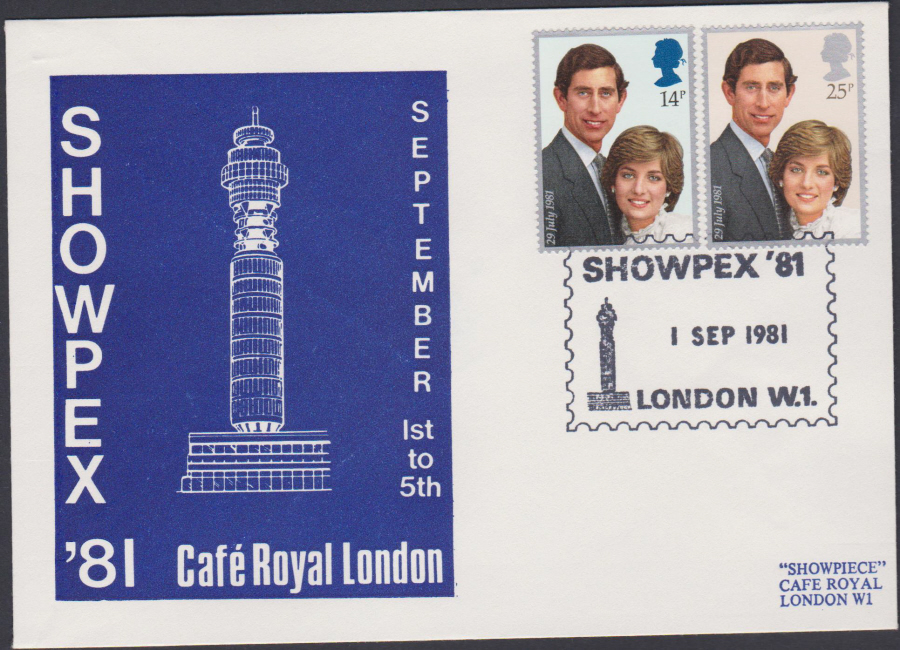 SHOWPEX '81
SEPTEMBER
1st
to
5th
Café Royal London
14P
29 July 1981
25P
29 July 1981
SHOWPEX '81
1 SEP 1981
LONDON W.1.
"SHOWPIECE"
CAFE ROYAL
LONDON W1